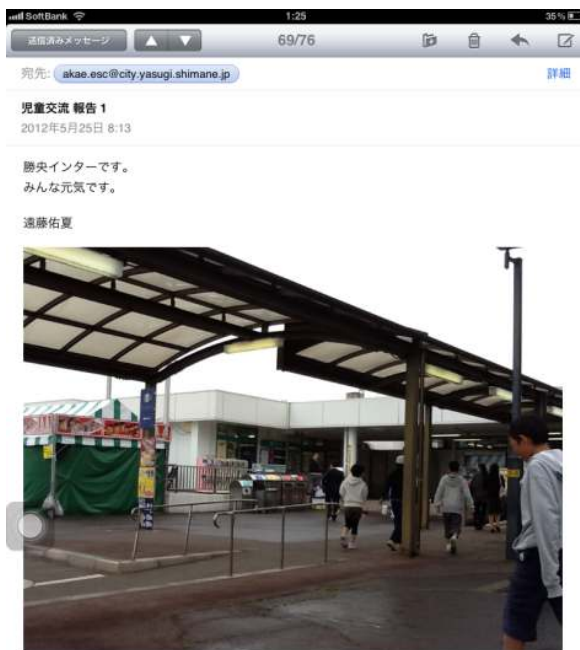 SoftBank 1:25 35%
送信済みメッセージ 69/76
宛先: akae.esc@city.yasugi.shimane.jp 詳細
児童交流 報告 1
2012年5月25日 8:13
勝央インターです。
みんな元気です。
遠藤佑夏